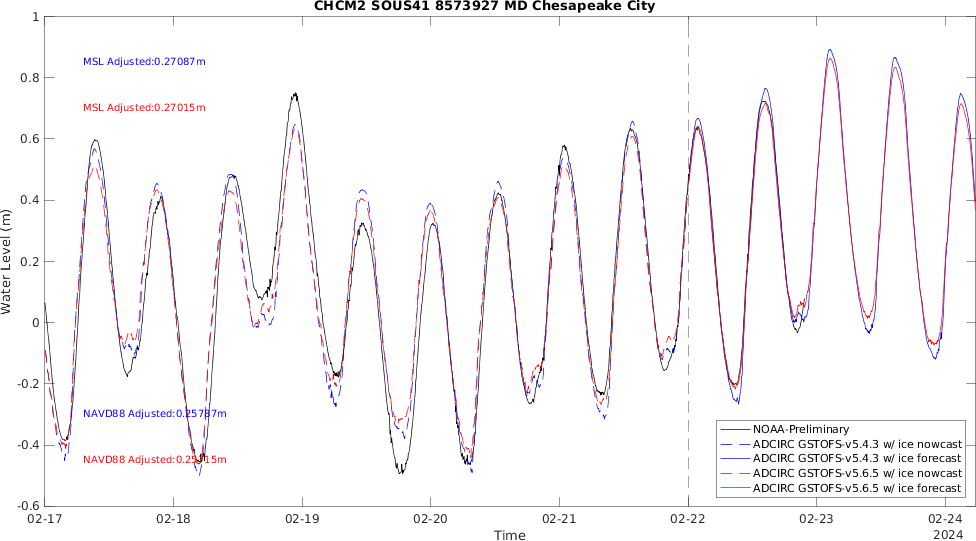 CHCM2 SOUS41 8573927 MD Chesapeake City
1
0.8
0.6
0.4
0.2
0
-0.2
-0.4
-0.6
Water Level (m)
MSL Adjusted:0.27087m
MSL Adjusted:0.27015m
NAVD88 Adjusted:0.25787m
NAVD88 Adjusted:0.25715m
NOAA-Preliminary
ADCIRC GSTOFS-v5.4.3 w/ ice nowcast
ADCIRC GSTOFS-v5.4.3 w/ ice forecast
ADCIRC GSTOFS-v5.6.5 w/ ice nowcast
ADCIRC GSTOFS-v5.6.5 w/ ice forecast
02-17 02-18 02-19 02-20 02-21 02-22 02-23 02-24
Time
2024